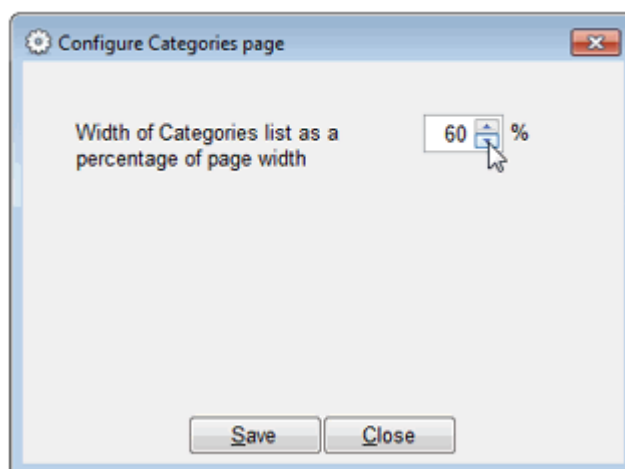 Configure Categories page
Width of Categories list as a 60 %
percentage of page width
Save Close